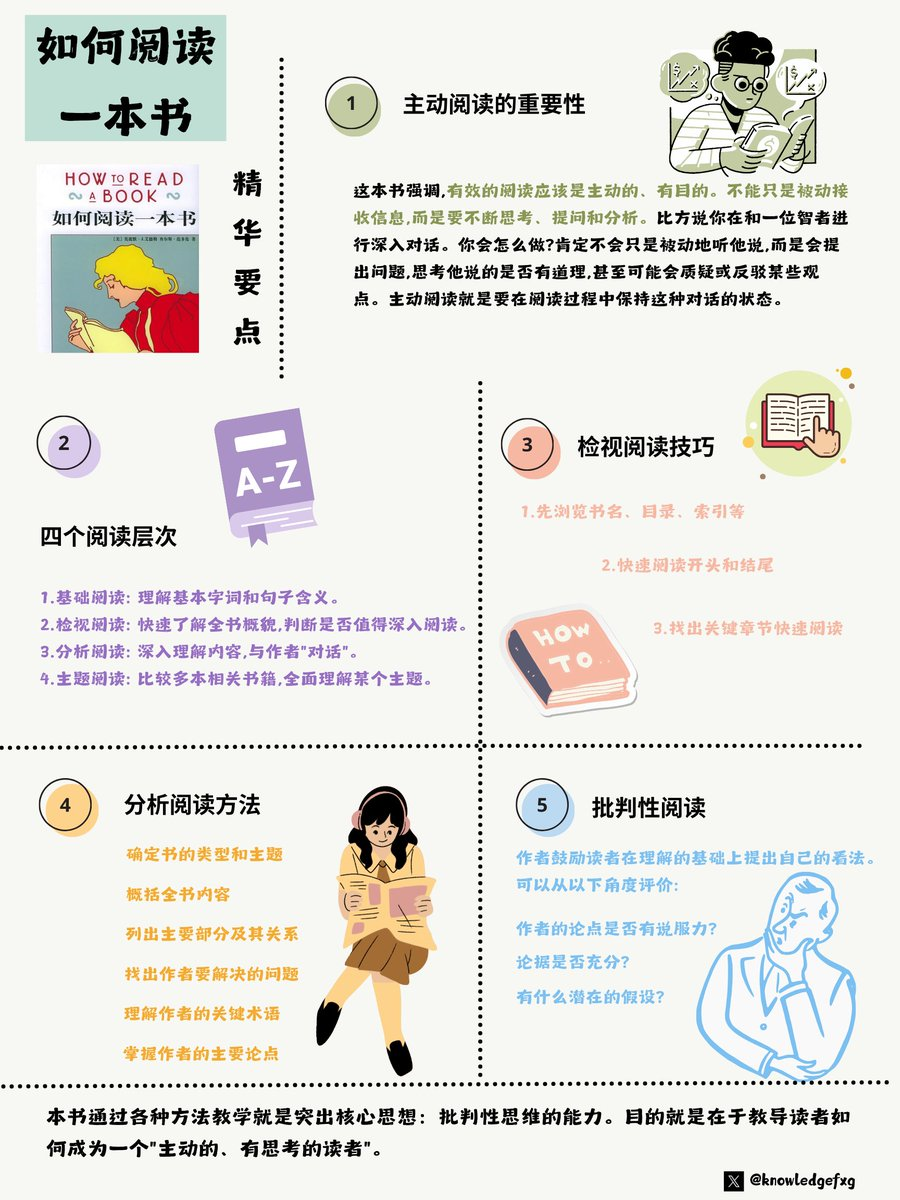 如何阅读
一本书
HOW TO READ
A BOOK
如何阅读一本书
精
华
要
点
1
主动阅读的重要性
这本书强调,有效的阅读应该是主动的、有目的。不能只是被动接
收信息,而是要不断思考、提问和分析。比方说你在和一位智者进
行深入对话。你会怎么做?肯定不会只是被动地听他说,而是会提
出问题,思考他说的是否有道理,甚至可能会质疑或反驳某些观
点。主动阅读就是要在阅读过程中保持这种对话的状态。
2
A-Z
四个阅读层次
1.基础阅读: 理解基本字词和句子含义。
2.检视阅读: 快速了解全书概貌,判断是否值得深入阅读。
3.分析阅读: 深入理解内容,与作者"对话"。
4.主题阅读: 比较多本相关书籍,全面理解某个主题。
3
检视阅读技巧
1.先浏览书名、目录、索引等
2.快速阅读开头和结尾
3.找出关键章节快速阅读
HOW
TO
4
分析阅读方法
确定书的类型和主题
概括全书内容
列出主要部分及其关系
找出作者要解决的问题
理解作者的关键术语
掌握作者的主要论点
5
批判性阅读
作者鼓励读者在理解的基础上提出自己的看法。
可以从以下角度评价:
作者的论点是否有说服力?
论据是否充分?
有什么潜在的假设?
本书通过各种方法教学就是突出核心思想: 批判性思维的能力。目的就是在于教导读者如
何成为一个"主动的、有思考的读者"。
@knowledgefxg